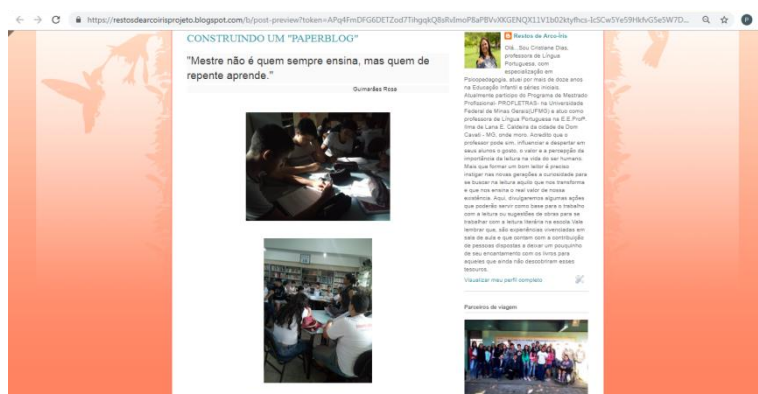 https://restosdearcoirisprojeto.blogspot.com/b/post-preview?token=
CONSTRUINDO UM "PAPERBLOG"
"Mestre não é quem sempre ensina, mas quem de
repente aprende."
Guimarães Rosa
Restos de Arco-Íris
Olá. Sou Cristiane Dias,
professora de Língua
Portuguesa, com
especialização em
Psicopedagogia, atuei por mais de doze anos
na Educação Infantil e séries iniciais.
Atualmente participo do Programa de Mestrado
Profissional- PROFLETRAS- na Universidade
Federal de Minas Gerais(UFMG) e atuo como
professora de Língua Portuguesa na E.E.Profª.
Ilma de Lana E. Caldeira da cidade de Dom
Cavati - MG, onde moro. Acredito que o
professor pode sim, influenciar e despertar em
seus alunos o gosto, o valor e a percepção da
importância da leitura na vida do ser humano.
Mais que formar um bom leitor é preciso
instigar nas novas gerações a curiosidade para
se buscar na leitura aquilo que nos transforma
e que nos ensina o real valor de nossa
existência. Aqui, divulgaremos algumas ações
que poderão servir como base para o trabalho
com a leitura ou sugestões de obras para se
trabalhar com a leitura literária na escola. Vale
lembrar que, são experiências vivenciadas em
sala de aula e que contem com a contribuição
de pessoas dispostas a deixar um pouquinho
de seu encantamento com os livros para
aqueles que ainda não descobriram esses
tesouros.
Visualizar meu perfil completo
Parceiros de viagem